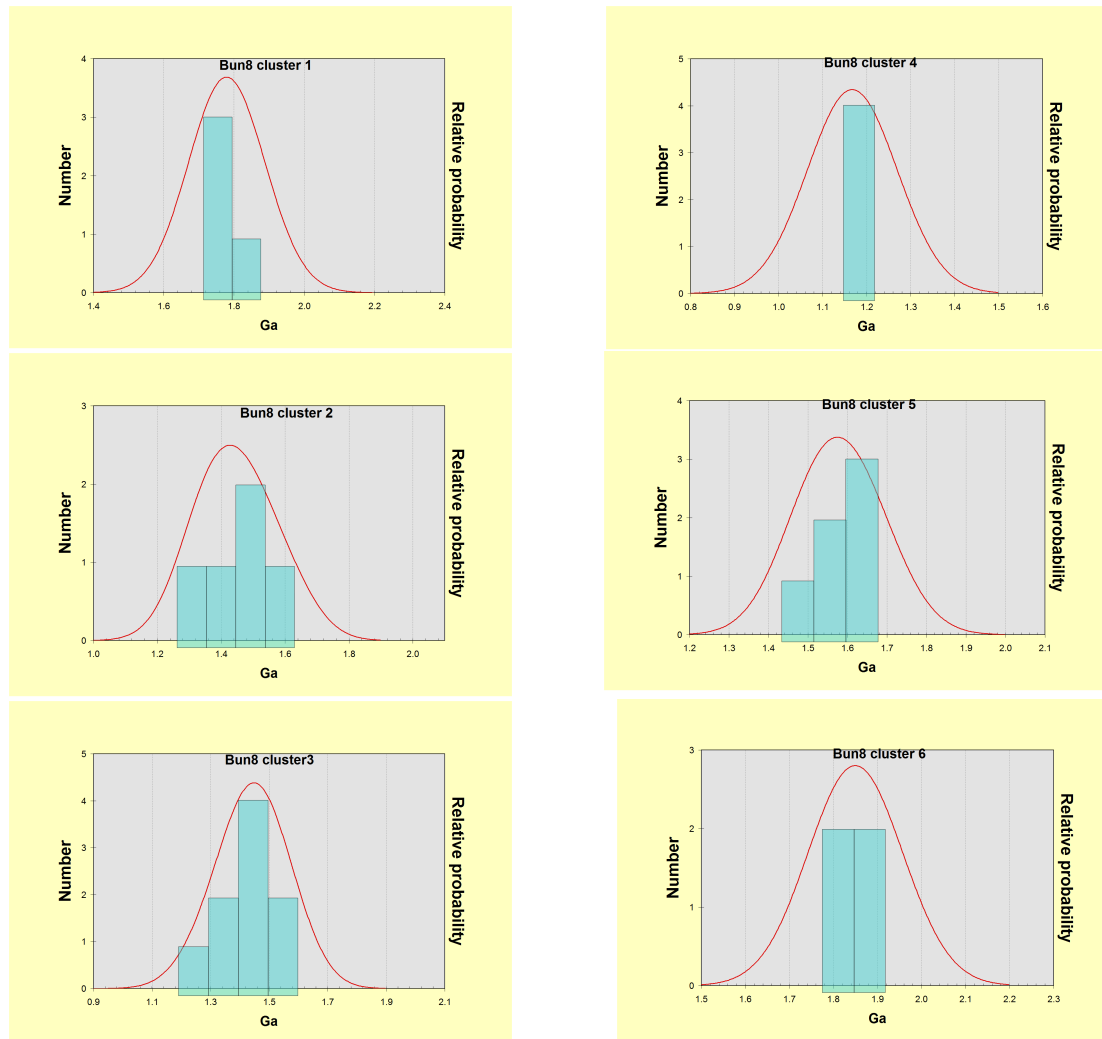 Bun8 cluster 1
4
3
2
1
0
Number
Relative probability
1.4 1.6 1.8 2.0 2.2 2.4
Ga
Bun8 cluster 4
5
4
3
2
1
0
Number
Relative probability
0.8 0.9 1.0 1.1 1.2 1.3 1.4 1.5 1.6
Ga
Bun8 cluster 2
3
2
1
0
Number
Relative probability
1.0 1.2 1.4 1.6 1.8 2.0
Ga
Bun8 cluster 5
4
3
2
1
0
Number
Relative probability
1.2 1.3 1.4 1.5 1.6 1.7 1.8 1.9 2.0 2.1
Ga
Bun8 cluster3
5
4
3
2
1
0
Number
Relative probability
0.9 1.1 1.3 1.5 1.7 1.9 2.1
Ga
Bun8 cluster 6
3
2
1
0
Number
Relative probability
1.5 1.6 1.7 1.8 1.9 2.0 2.1 2.2 2.3
Ga